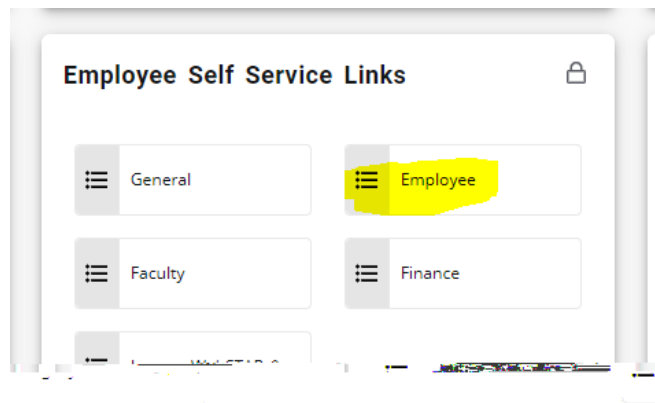 Employee Self Service Links
General
Employee
Faculty
Finance